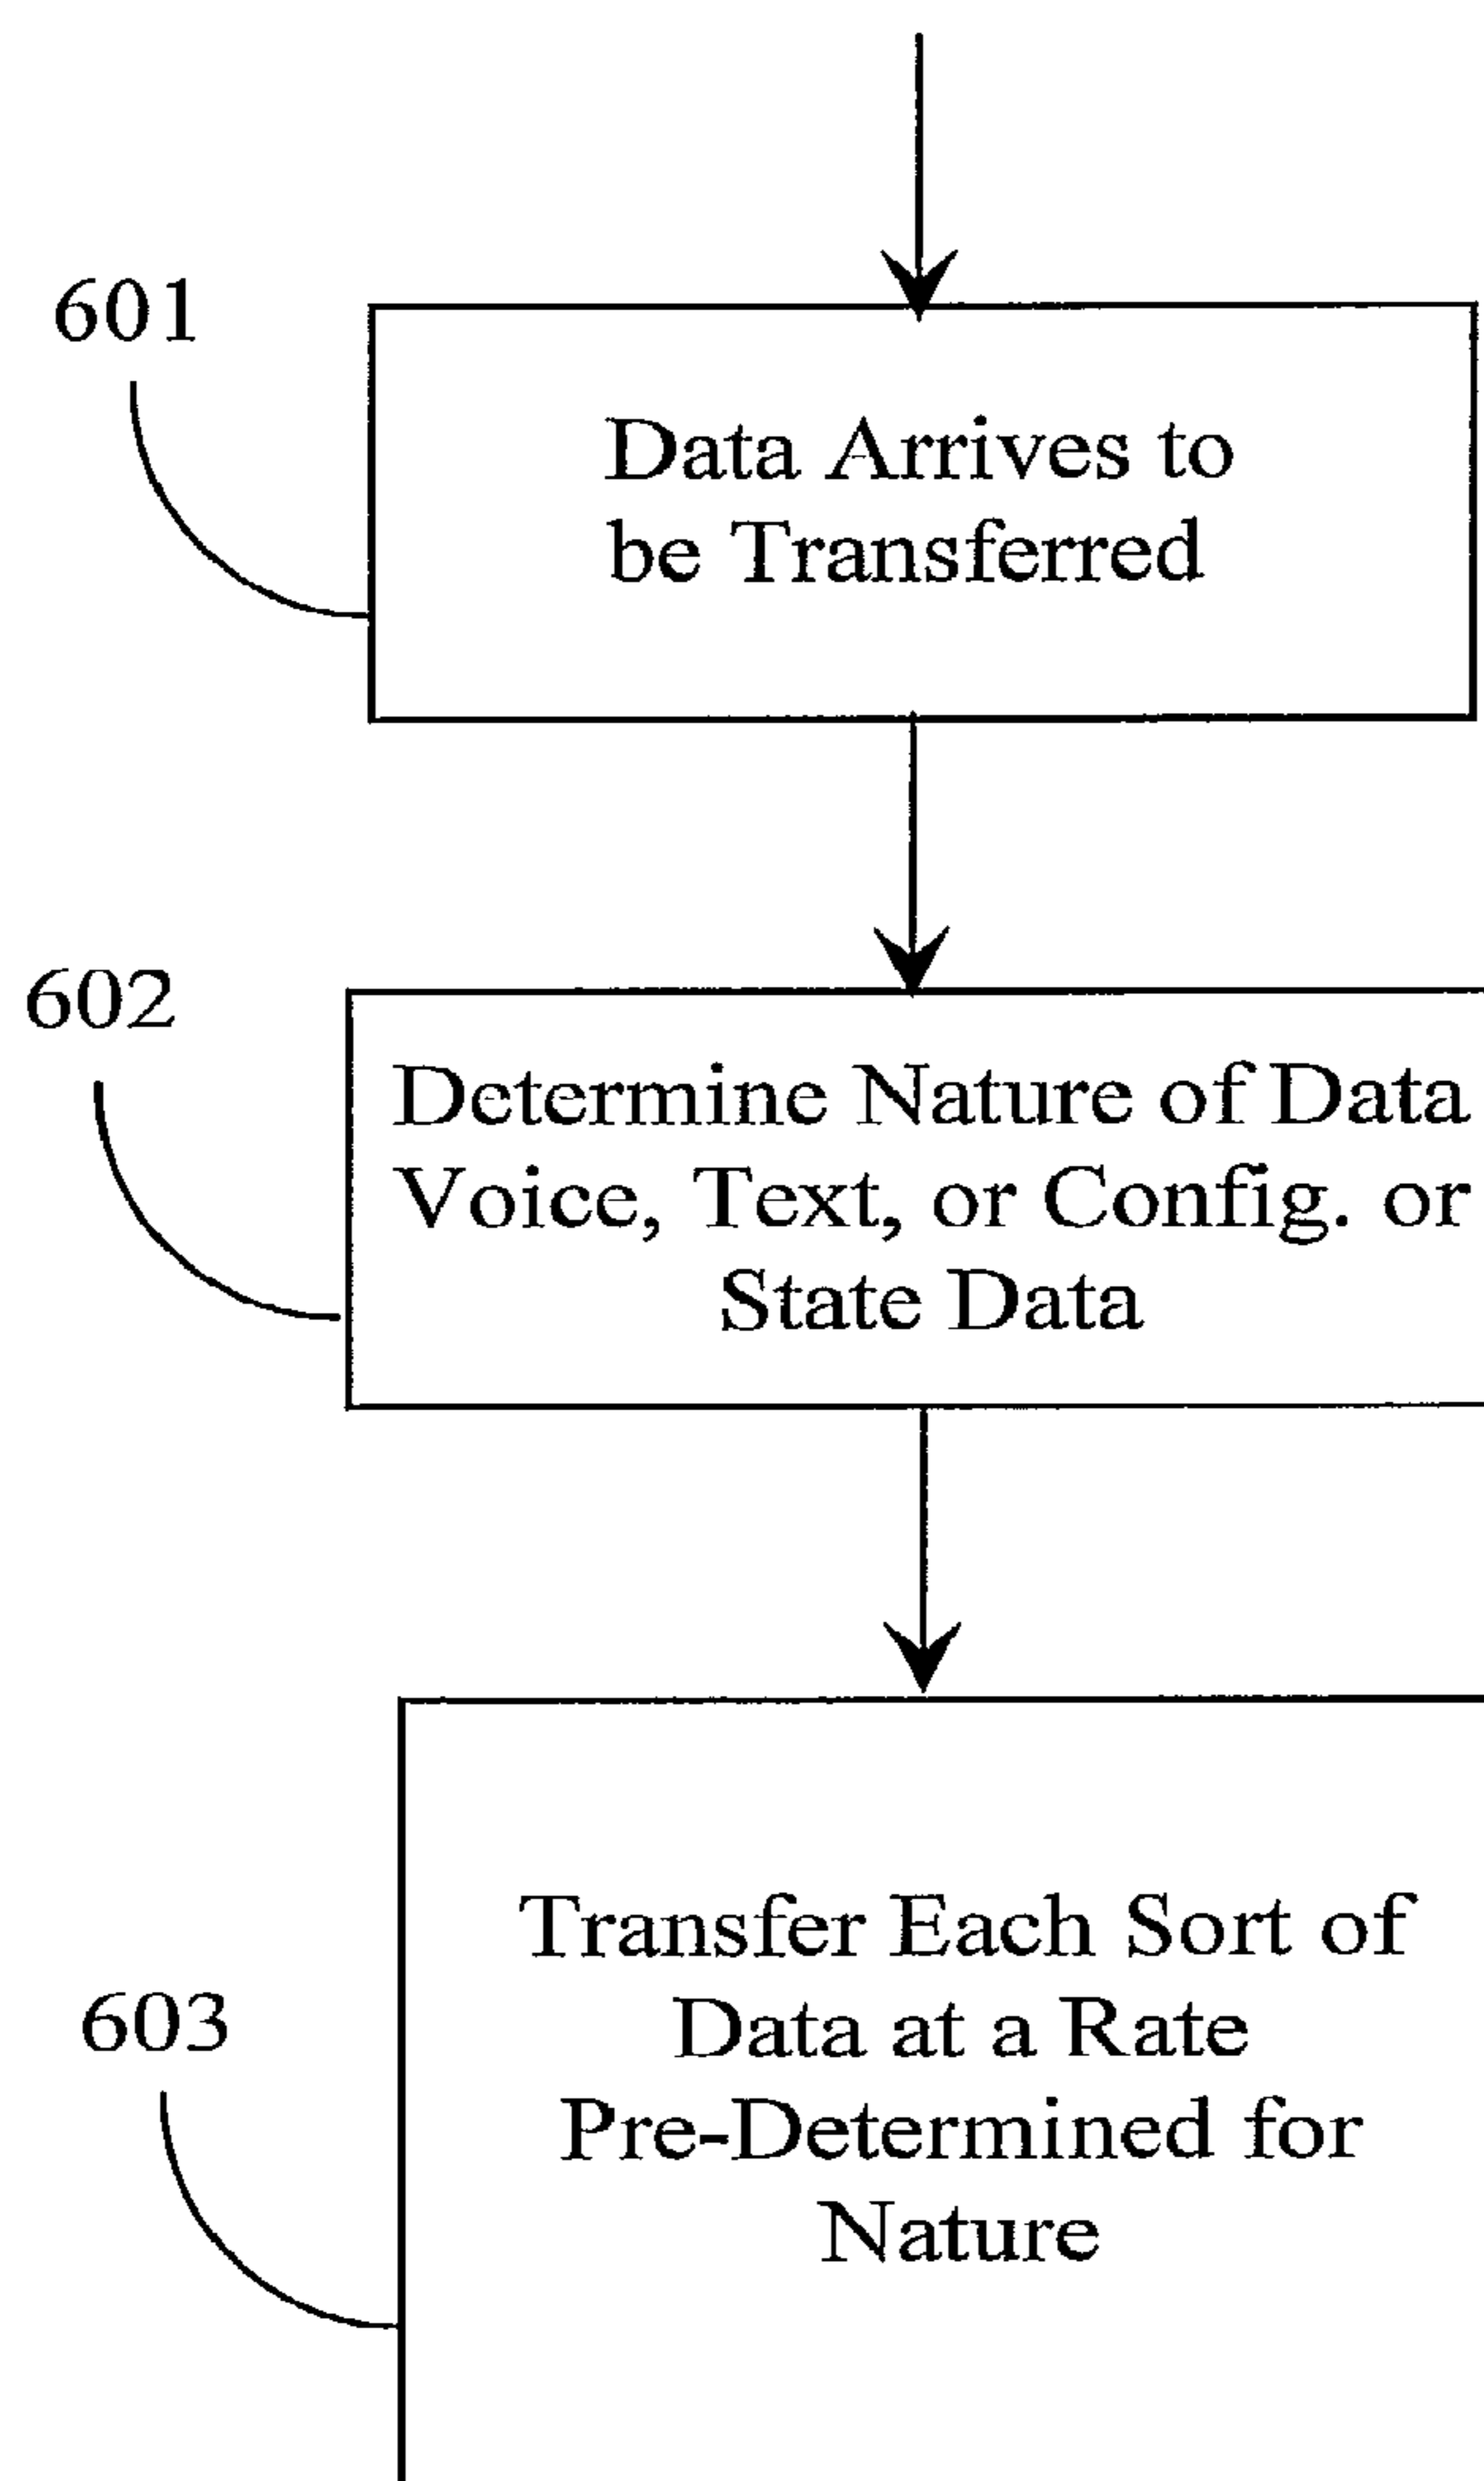 601
Data Arrives to
be Transferred
602
Determine Nature of Data
Voice, Text, or Config. or
State Data
603
Transfer Each Sort of
Data at a Rate
Pre-Determined for
Nature